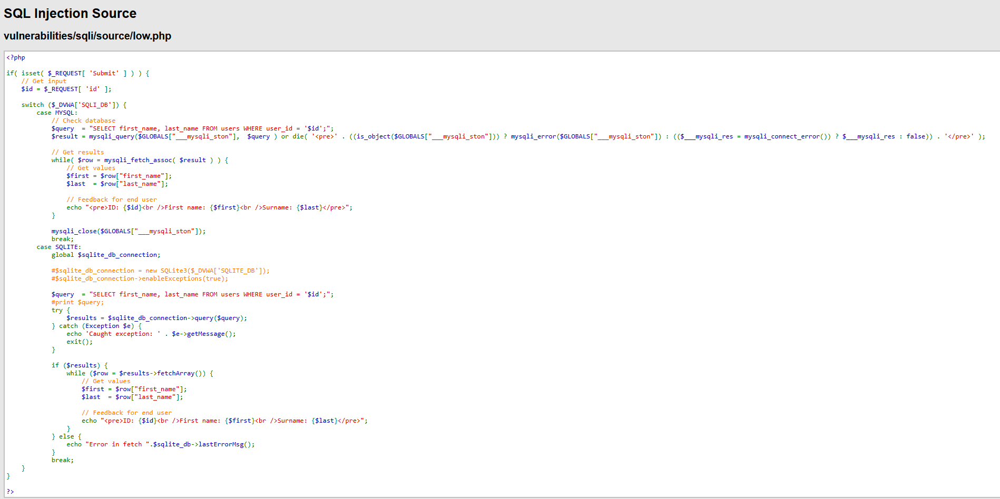 SQL Injection Source
vulnerabilities/sqli/source/low.php
<?php
if( isset( $_REQUEST[ 'Submit' ] ) ) {
    // Get input
    $id = $_REQUEST[ 'id' ];
    switch ($_DVWA['SQLI_DB']) {
        case MYSQL:
            // Check database
            $query  = "SELECT first_name, last_name FROM users WHERE user_id = '$id';";
            $result = mysqli_query($GLOBALS["___mysqli_ston"],  $query ) or die( '<pre>' . ((is_object($GLOBALS["___mysqli_ston"])) ? mysqli_error($GLOBALS["___mysqli_ston"]) : (($___mysqli_res = mysqli_connect_error()) ? $___mysqli_res : false)) . '</pre>' );
            // Get results
            while( $row = mysqli_fetch_assoc( $result ) ) {
                // Get values
                $first = $row["first_name"];
                $last  = $row["last_name"];
                // Feedback for end user
                echo "<pre>ID: {$id}<br />First name: {$first}<br />Surname: {$last}</pre>";
            }
            mysqli_close($GLOBALS["___mysqli_ston"]);
            break;
        case SQLITE:
            global $sqlite_db_connection;
            #$sqlite_db_connection = new SQLite3($_DVWA['SQLITE_DB']);
            #$sqlite_db_connection->enableExceptions(true);
            $query  = "SELECT first_name, last_name FROM users WHERE user_id = '$id';";
            #print $query;
            try {
                $results = $sqlite_db_connection->query($query);
            } catch (Exception $e) {
                echo 'Caught exception: ' . $e->getMessage();
                exit();
            }
            if ($results) {
                while ($row = $results->fetchArray()) {
                    // Get values
                    $first = $row["first_name"];
                    $last  = $row["last_name"];
                    // Feedback for end user
                    echo "<pre>ID: {$id}<br />First name: {$first}<br />Surname: {$last}</pre>";
                }
            } else {
                echo "Error in fetch ".$sqlite_db->lastErrorMsg();
            }
            break;
    }
}
?>